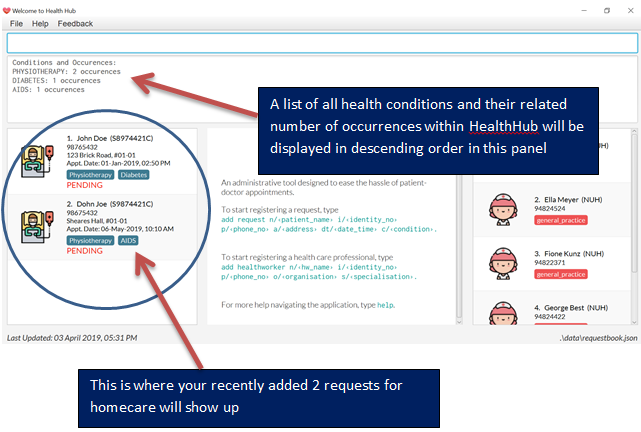 Welcome to Health Hub
File Help Feedback
Conditions and Occurences:
PHYSIOTHERAPY: 2 occurences
DIABETES: 1 occurences
AIDS: 1 occurences
A list of all health conditions and their related
number of occurrences within HealthHub will be
displayed in descending order in this panel
1. John Doe (S8974421C)
98765432
123 Brick Road, #01-01
Appt. Date: 01-Jan-2019, 02:50 PM
Physiotherapy Diabetes
PENDING
2. Dohn Joe (S9874421C)
98675432
Sheares Hall, #01-01
Appt. Date: 06-May-2019, 10:10 AM
Physiotherapy AIDS
PENDING
An administrative tool designed to ease the hassle of patient-
doctor appointments.
To start registering a request, type
add request n/‹patient_name› i/‹identity_no›
p/‹phone_no› a/‹address› dt/‹date_time› c/‹condition›.
To start registering a health care professional, type
add healthworker n/‹hw_name› i/‹identity_no›
p/‹phone_no› o/‹organisation› s/‹specialisation›.
For more help navigating the application, type help.
(NUH)
general_practice
2. Ella Meyer (NUH)
94824524
general_practice
3. Fione Kunz (NUH)
94822371
general_practice
4. George Best (NUH)
94824422
general_practice
Last Updated: 03 April 2019, 05:31 PM
.\data\requestbook.json
This is where your recently added 2 requests for
homecare will show up